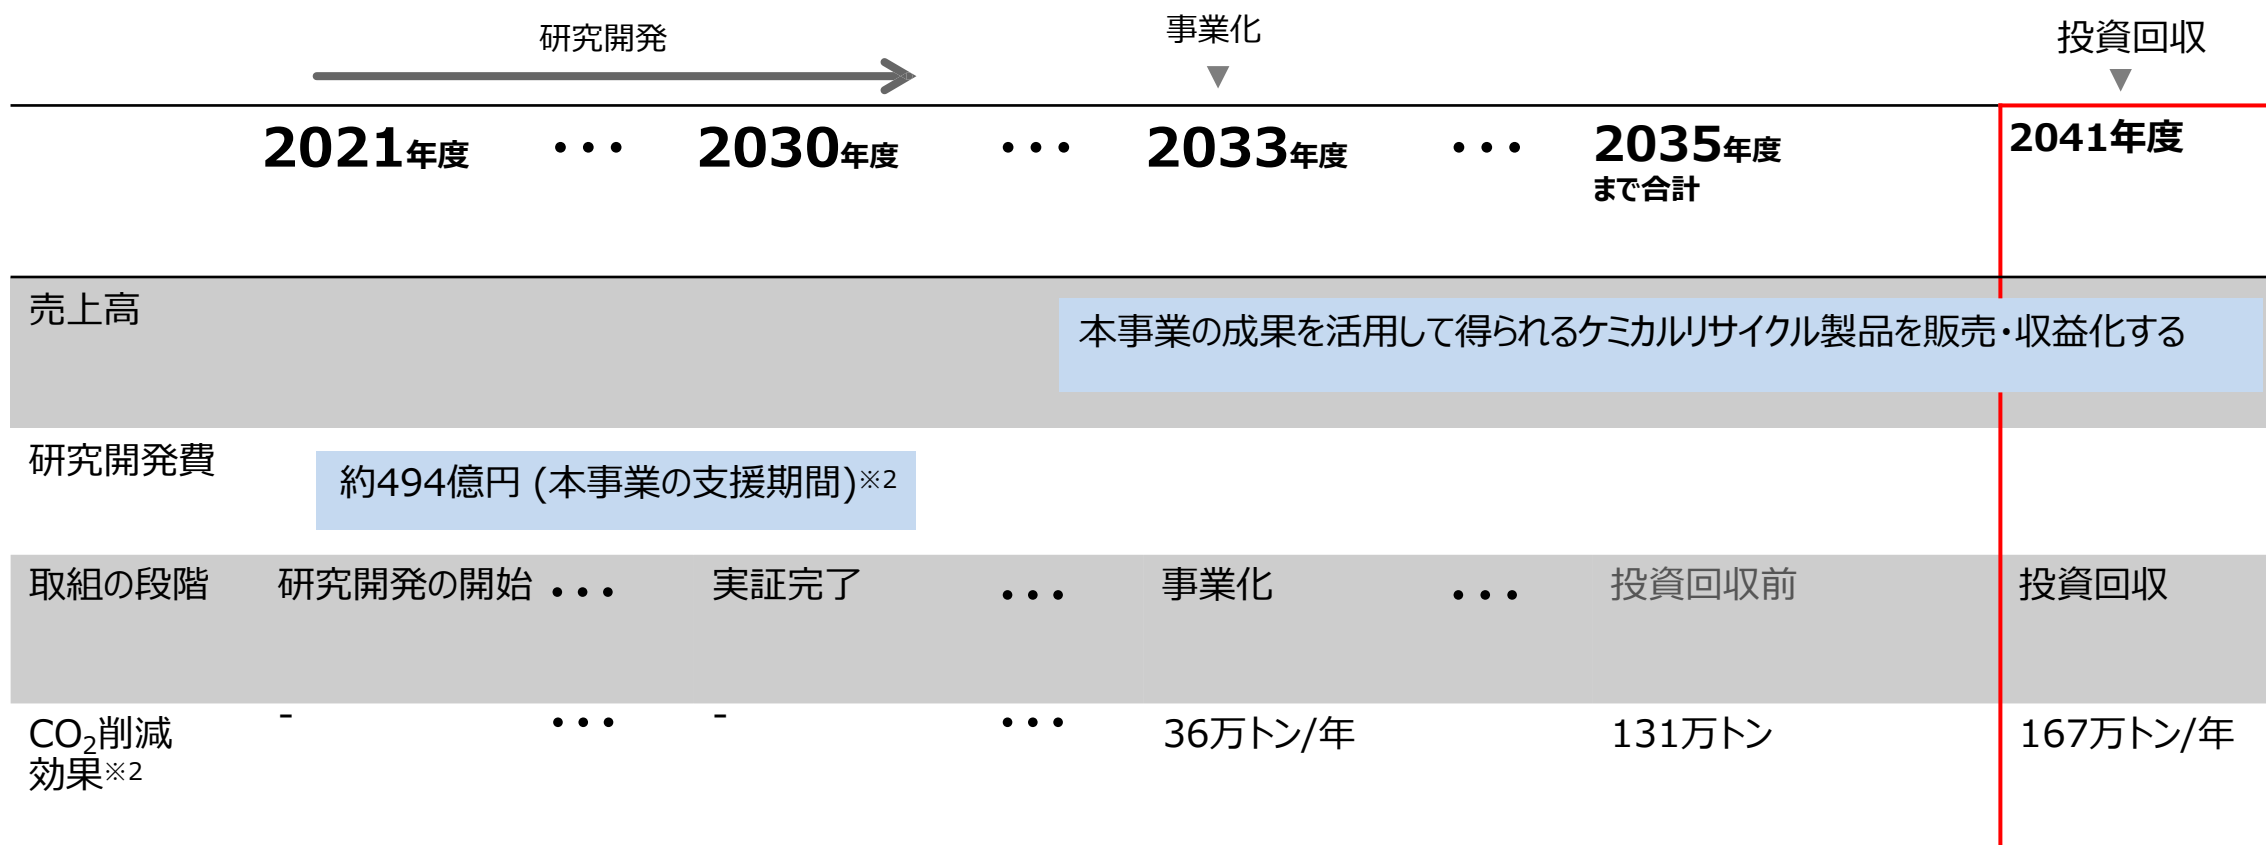 研究開発
事業化
投資回収
2021年度 ・・・ 2030年度 ・・・ 2033年度 ・・・ 2035年度 2041年度
まで合計
売上高
本事業の成果を活用して得られるケミカルリサイクル製品を販売・収益化する
研究開発費
約494億円 (本事業の支援期間)※2
取組の段階 研究開発の開始 ・・・ 実証完了 ・・・ 事業化 ・・・ 投資回収前 投資回収
CO₂削減 - ・・・ - ・・・ 36万トン/年 131万トン 167万トン/年
効果※2